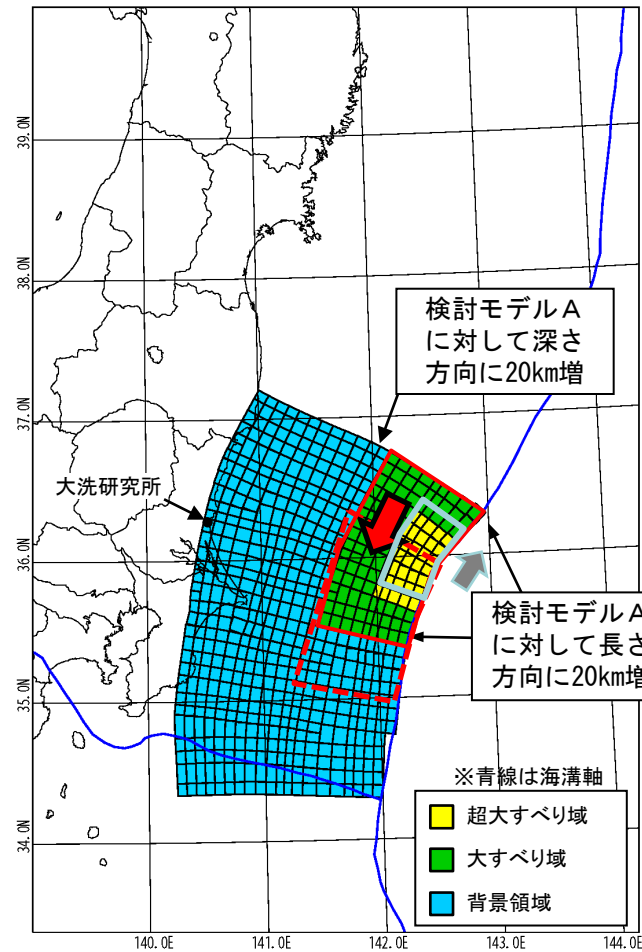 39.0N
38.0N
検討モデルA
に対して深さ
方向に20km増
37.0N
大洗研究所
36.0N
検討モデルA
に対して長さ
方向に20km増
35.0N
※青線は海溝軸
超大すべり域
34.0N
大すべり域
背景領域
140.0E
141.0E
142.0E
143.0E
144.0E